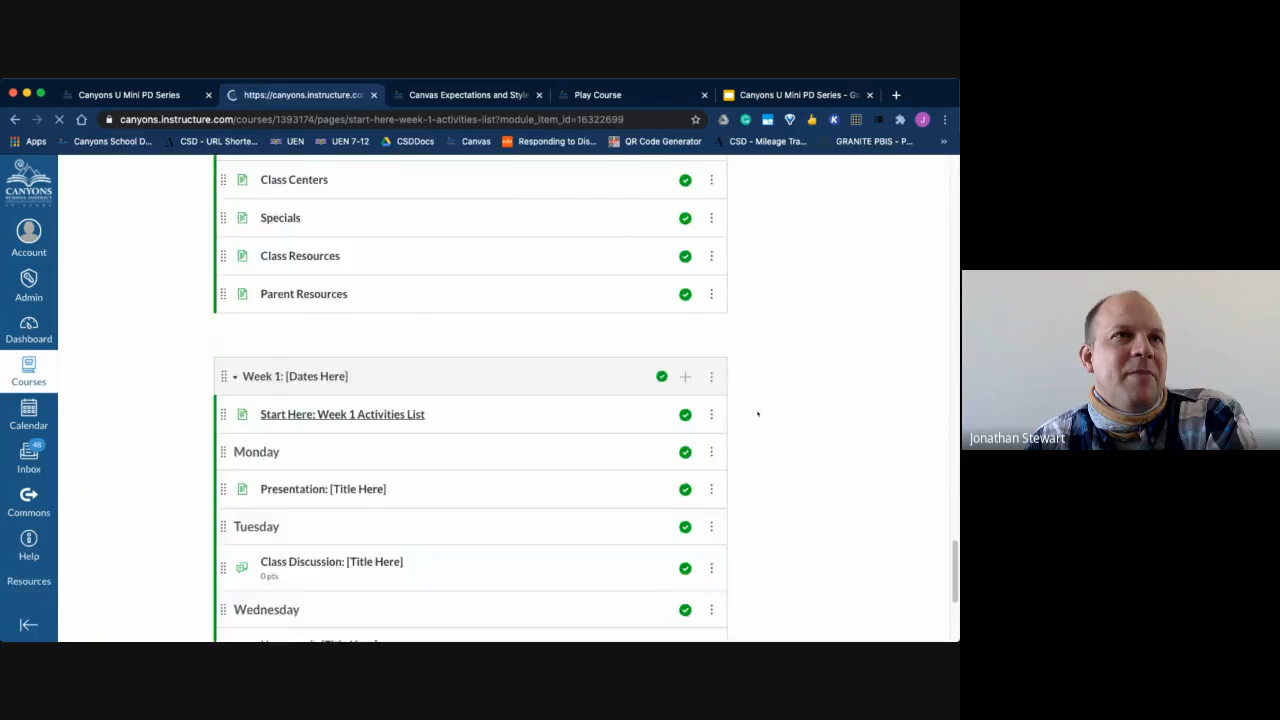 Canyons U Mini PD Series
https://canyons.instructure.co
Canvas Expectations and Style
Play Course
Canyons U Mini PD Series - Go
canyons.instructure.com/courses/1393174/pages/start-here-week-1-activities-list?module_item_id=16322699
Apps
Canyons School D...
CSD - URL Shorte...
UEN
UEN 7-12
CSDDocs
Canvas
Responding to Dis...
QR Code Generator
CSD - Mileage Tra...
GRANITE PBIS - P...
»
CANYONS
Account
Admin
Dashboard
Courses
Calendar
48
Inbox
Commons
Help
Resources
Class Centers
Specials
Class Resources
Parent Resources
Week 1: [Dates Here]
Start Here: Week 1 Activities List
Monday
Presentation: [Title Here]
Tuesday
Class Discussion: [Title Here]
0 pts
Wednesday
Jonathan Stewart